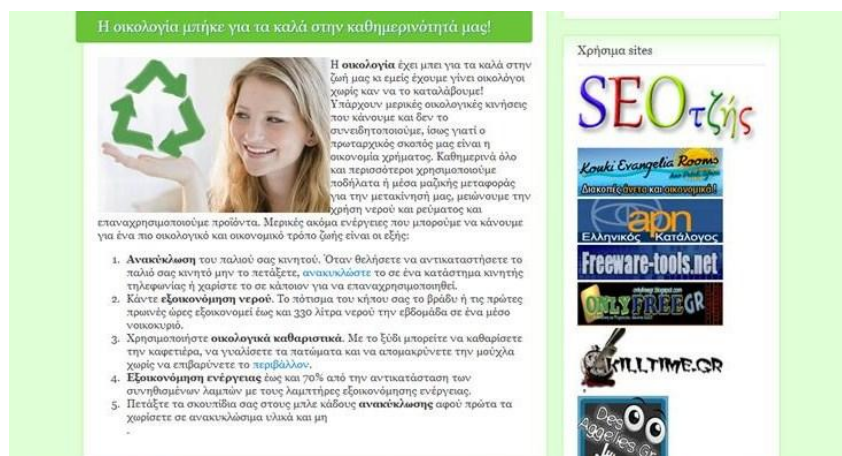 Η οικολογία μπήκε για τα καλά στην καθημερινότητά μας!
Η οικολογία έχει μπει για τα καλά στην
ζωή μας κι εμείς έχουμε γίνει οικολόγοι
χωρίς καν να το καταλάβουμε!
Υπάρχουν μερικές οικολογικές κινήσεις
που κάνουμε και δεν το
συνειδητοποιούμε, ίσως γιατί ο
πρωταρχικός σκοπός μας είναι η
οικονομία χρήματος. Καθημερινά όλο
και περισσότεροι χρησιμοποιούμε
ποδήλατα ή μέσα μαζικής μεταφοράς
για την μετακίνησή μας, μειώνουμε την
χρήση νερού και ρεύματος και
επαναχρησιμοποιούμε προϊόντα. Μερικές ακόμα ενέργειες που μπορούμε να κάνουμε
για ένα πιο οικολογικό και οικονομικό τρόπο ζωής είναι οι εξής:
1. Ανακύκλωση του παλιού σας κινητού. Όταν θελήσετε να αντικαταστήσετε το
παλιό σας κινητό μην το πετάξετε, ανακυκλώστε το σε ένα κατάστημα κινητής
τηλεφωνίας ή χαρίστε το σε κάποιον για να επαναχρησιμοποιηθεί.
2. Κάντε εξοικονόμηση νερού. Το πότισμα του κήπου σας το βράδυ ή τις πρώτες
πρωινές ώρες εξοικονομεί έως και 330 λίτρα νερού την εβδομάδα σε ένα μέσο
νοικοκυριό.
3. Χρησιμοποιήστε οικολογικά καθαριστικά. Με το ξύδι μπορείτε να καθαρίσετε
την καφετιέρα, να γυαλίσετε τα πατώματα και να απομακρύνετε την μούχλα
χωρίς να επιβαρύνετε το περιβάλλον.
4. Εξοικονόμηση ενέργειας έως και 70% από την αντικατάσταση των
συνηθισμένων λαμπών με τους λαμπτήρες εξοικονόμησης ενέργειας.
5. Πετάξτε τα σκουπίδια σας στους μπλε κάδους ανακύκλωσης αφού πρώτα τα
χωρίσετε σε ανακυκλώσιμα υλικά και μη
Χρήσιμα sites
SEOτζής
Kouki Evangelia Rooms
Διακοπές άνετα και οικονομικά!
apn
Ελληνικός Κατάλογος
Freeware-tools.net
ONLYFREEGR
KILLTIME.GR
Des
Aggelies Gr